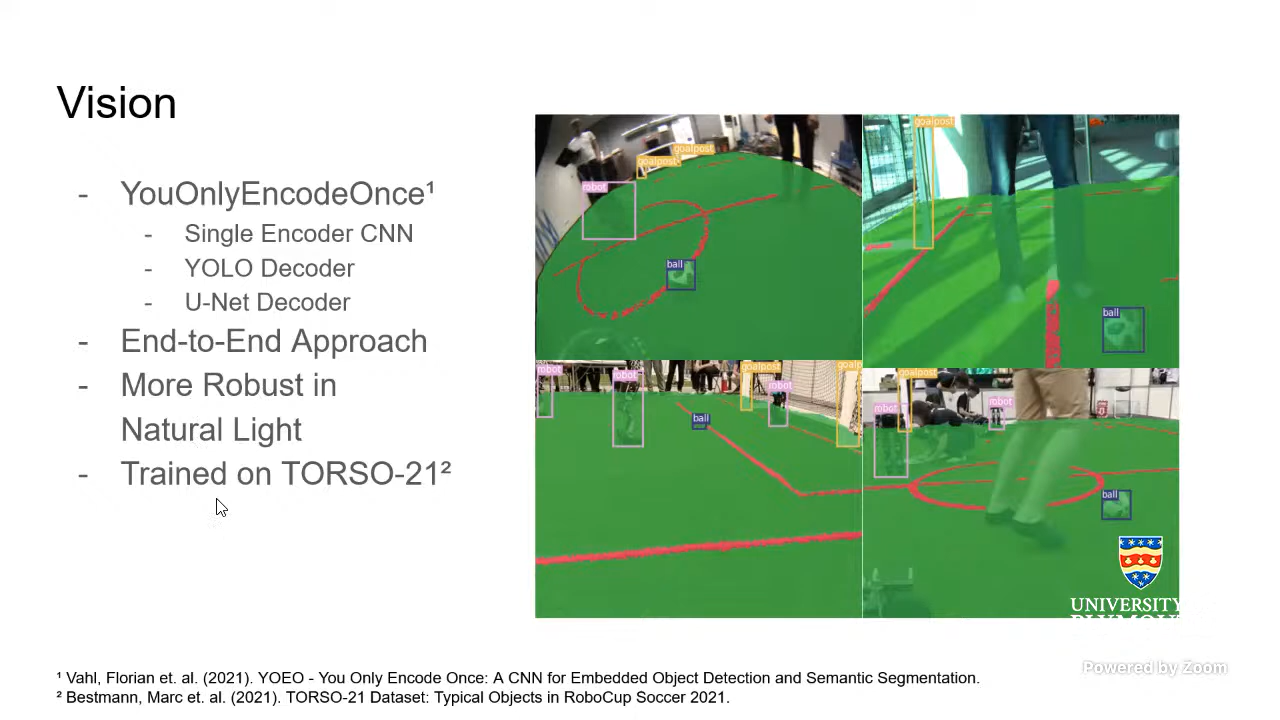 Vision
- YouOnlyEncodeOnce¹
- Single Encoder CNN
- YOLO Decoder
- U-Net Decoder
- End-to-End Approach
- More Robust in
Natural Light
- Trained on TORSO-21²
goalpost
goalpost
robot
ball
goalpost
ball
robot
robot
goalpost
robot
goalp
ball
goalpost
robot
robot
ball
UNIVERSITY
¹ Vahl, Florian et. al. (2021). YOEO - You Only Encode Once: A CNN for Embedded Object Detection and Semantic Segmentation.
² Bestmann, Marc et. al. (2021). TORSO-21 Dataset: Typical Objects in RoboCup Soccer 2021.
Powered by Zoom